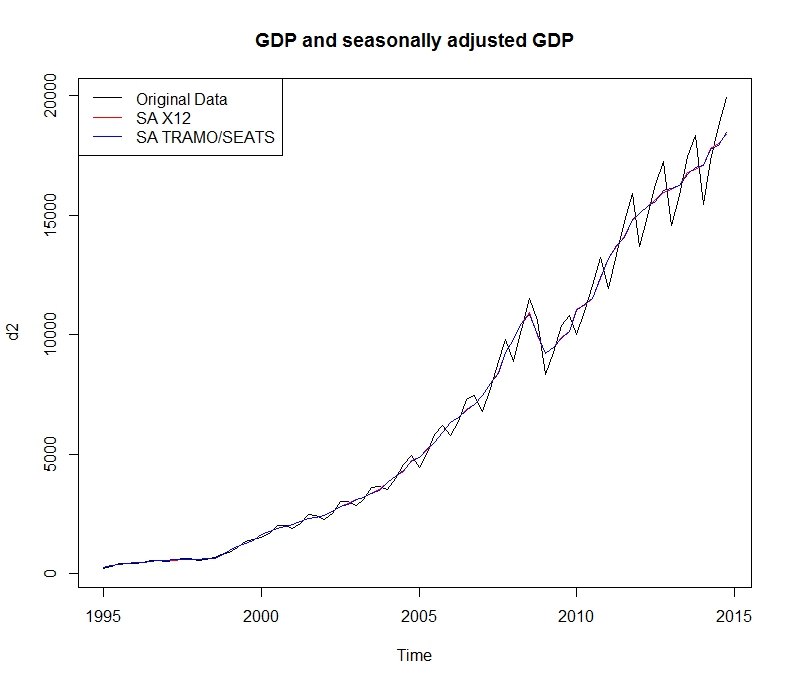 GDP and seasonally adjusted GDP
Original Data
SA X12
SA TRAMO/SEATS
20000
15000
10000
5000
0
d2
1995 2000 2005 2010 2015
Time